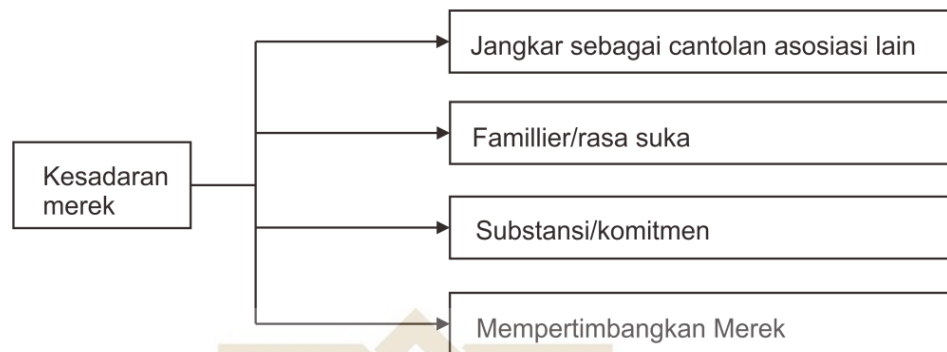 Jangkar sebagai cantolan asosiasi lain
Famillier/rasa suka
Kesadaran
merek
Substansi/komitmen
Mempertimbangkan Merek